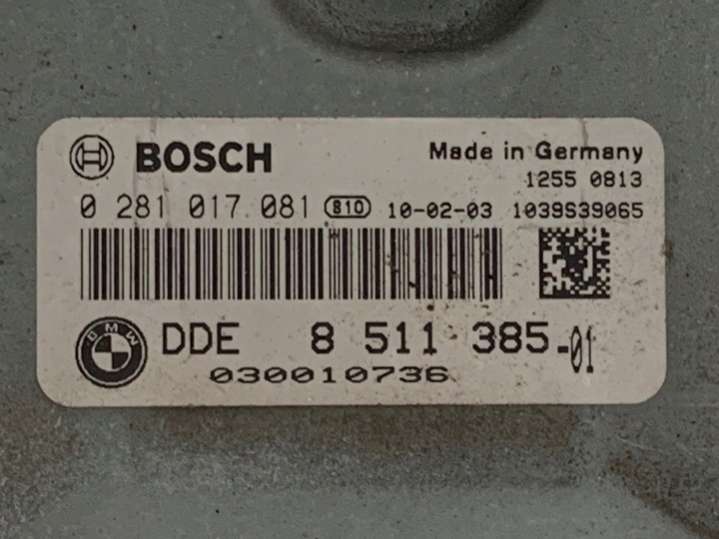 BOSCH Made in Germany
1255 0813
0 281 017 081 810 10-02-03 1039S39065
BMW DDE 8 511 385-01
030010736